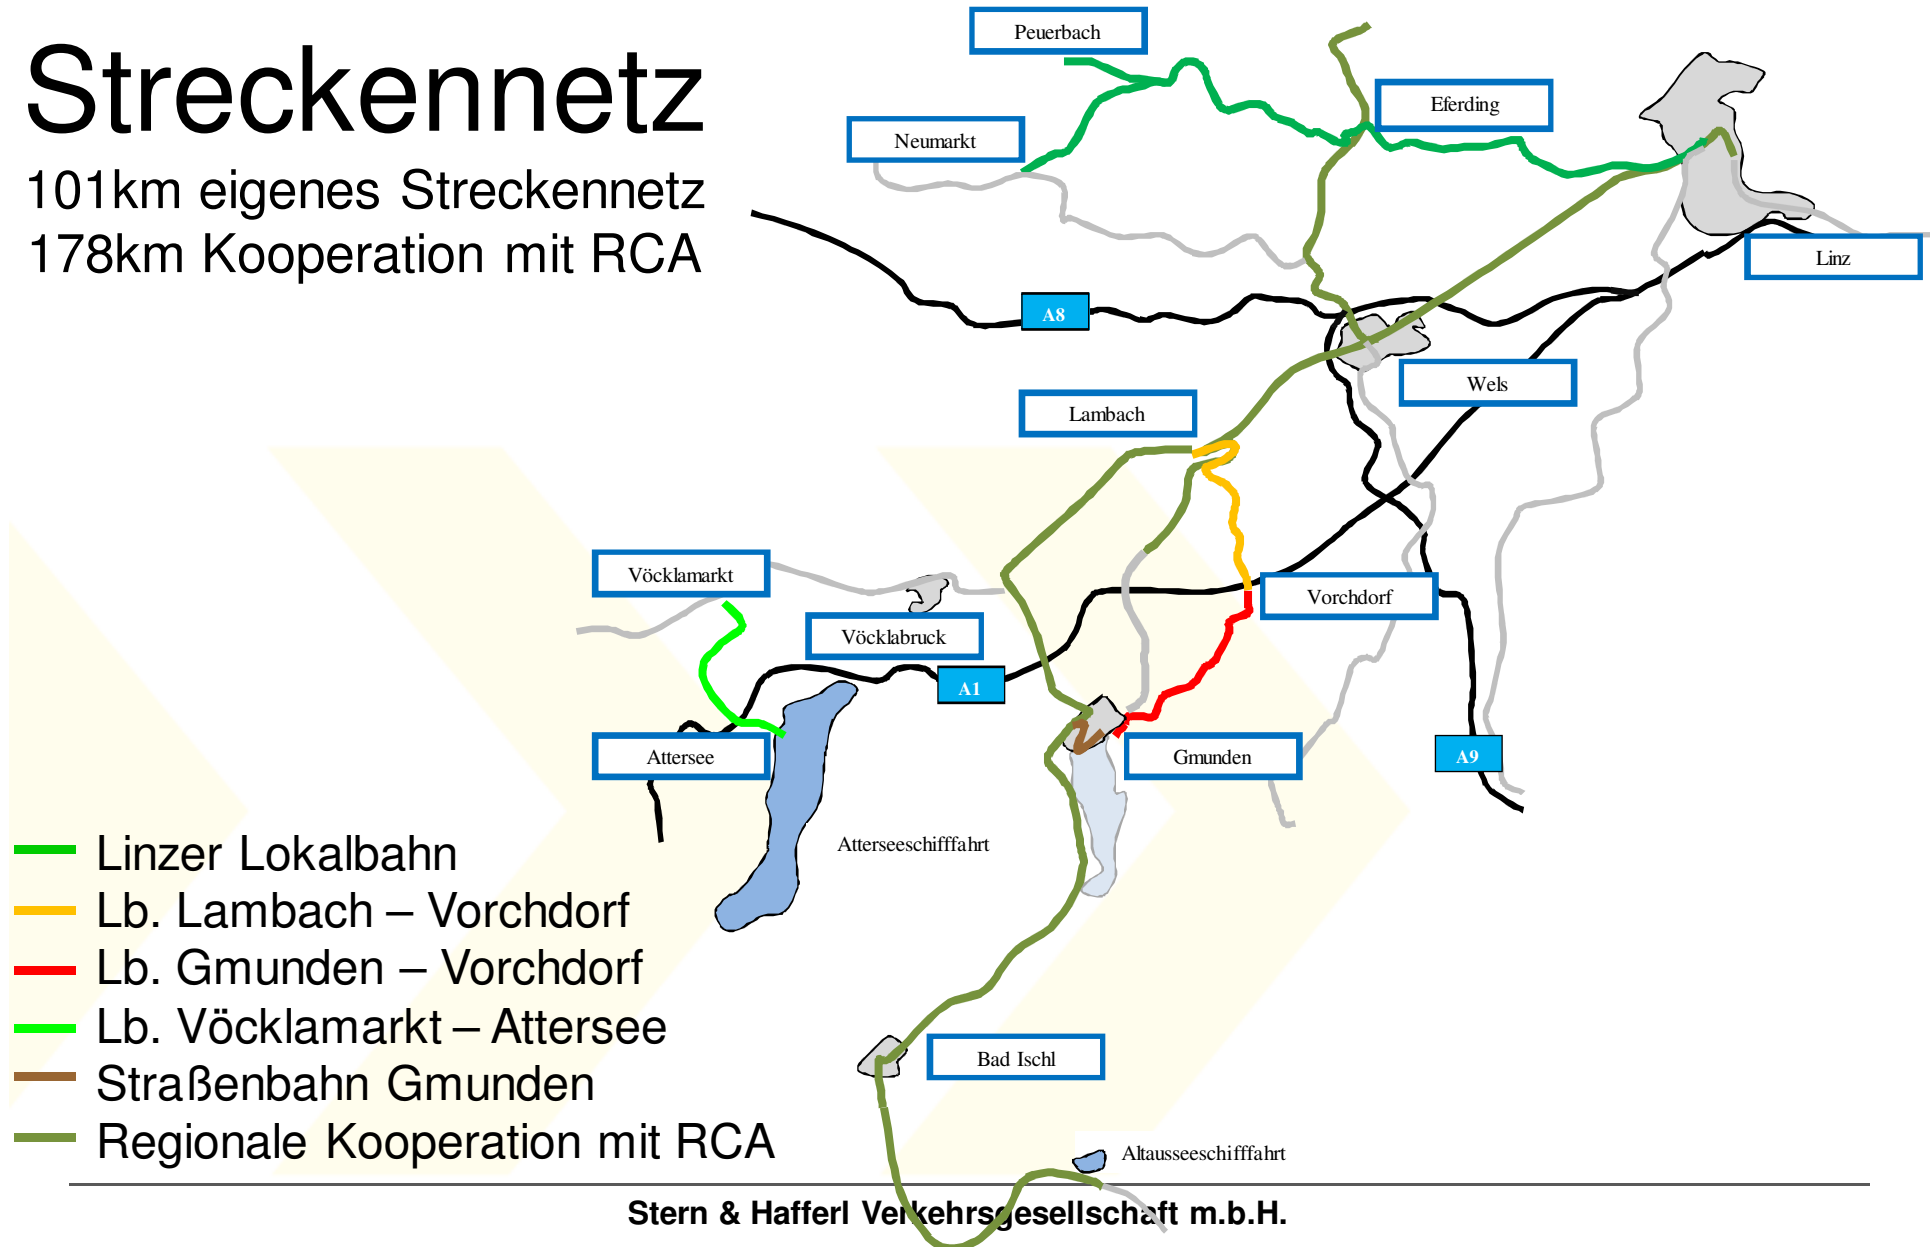 Streckennetz
101km eigenes Streckennetz
178km Kooperation mit RCA
Peuerbach
Eferding
Neumarkt
Linz
A8
Wels
Lambach
Vöcklamarkt
Vorchdorf
Vöcklabruck
A1
Attersee
Gmunden
A9
Atterseeschifffahrt
Linzer Lokalbahn
Lb. Lambach – Vorchdorf
Lb. Gmunden – Vorchdorf
Lb. Vöcklamarkt – Attersee
Bad Ischl
Straßenbahn Gmunden
Regionale Kooperation mit RCA
Altausseeschifffahrt
Stern & Hafferl Verkehrsgesellschaft m.b.H.